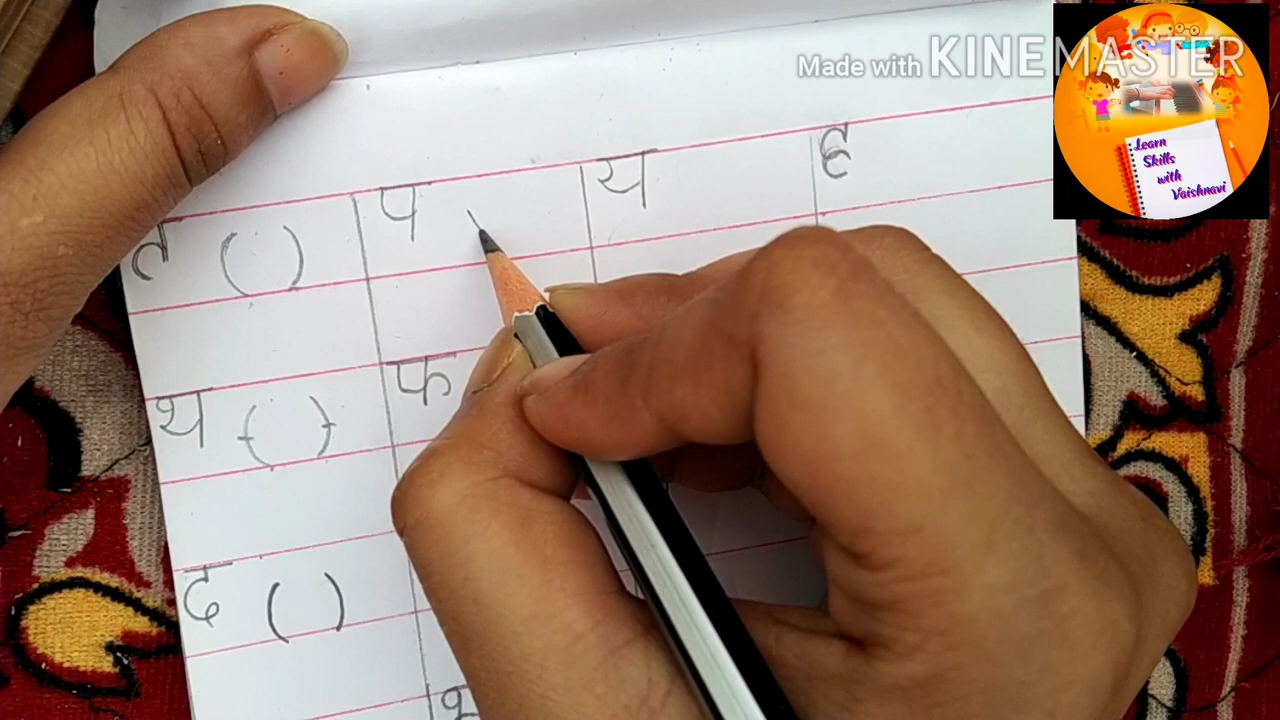 Made with KINEMASTER
Learn
Skills
with
Vaishnavi
त ( ) प य
थ ( ) फ
द ( )